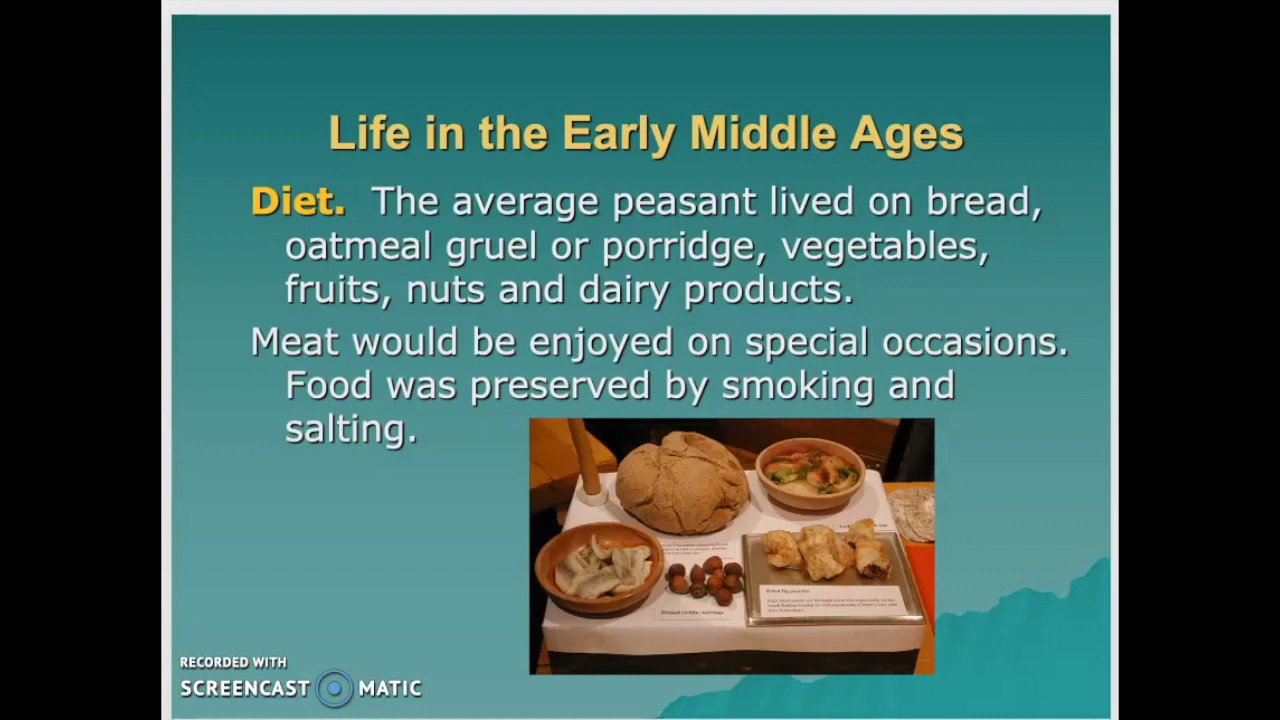 Life in the Early Middle Ages
Diet. The average peasant lived on bread,
oatmeal gruel or porridge, vegetables,
fruits, nuts and dairy products.
Meat would be enjoyed on special occasions.
Food was preserved by smoking and
salting.
RECORDED WITH
SCREENCAST MATIC